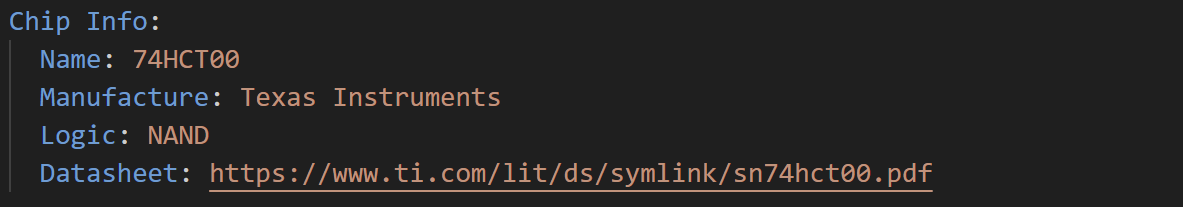 Chip Info:
Name: 74HCT00
Manufacture: Texas Instruments
Logic: NAND
Datasheet: https://www.ti.com/lit/ds/symlink/sn74hct00.pdf